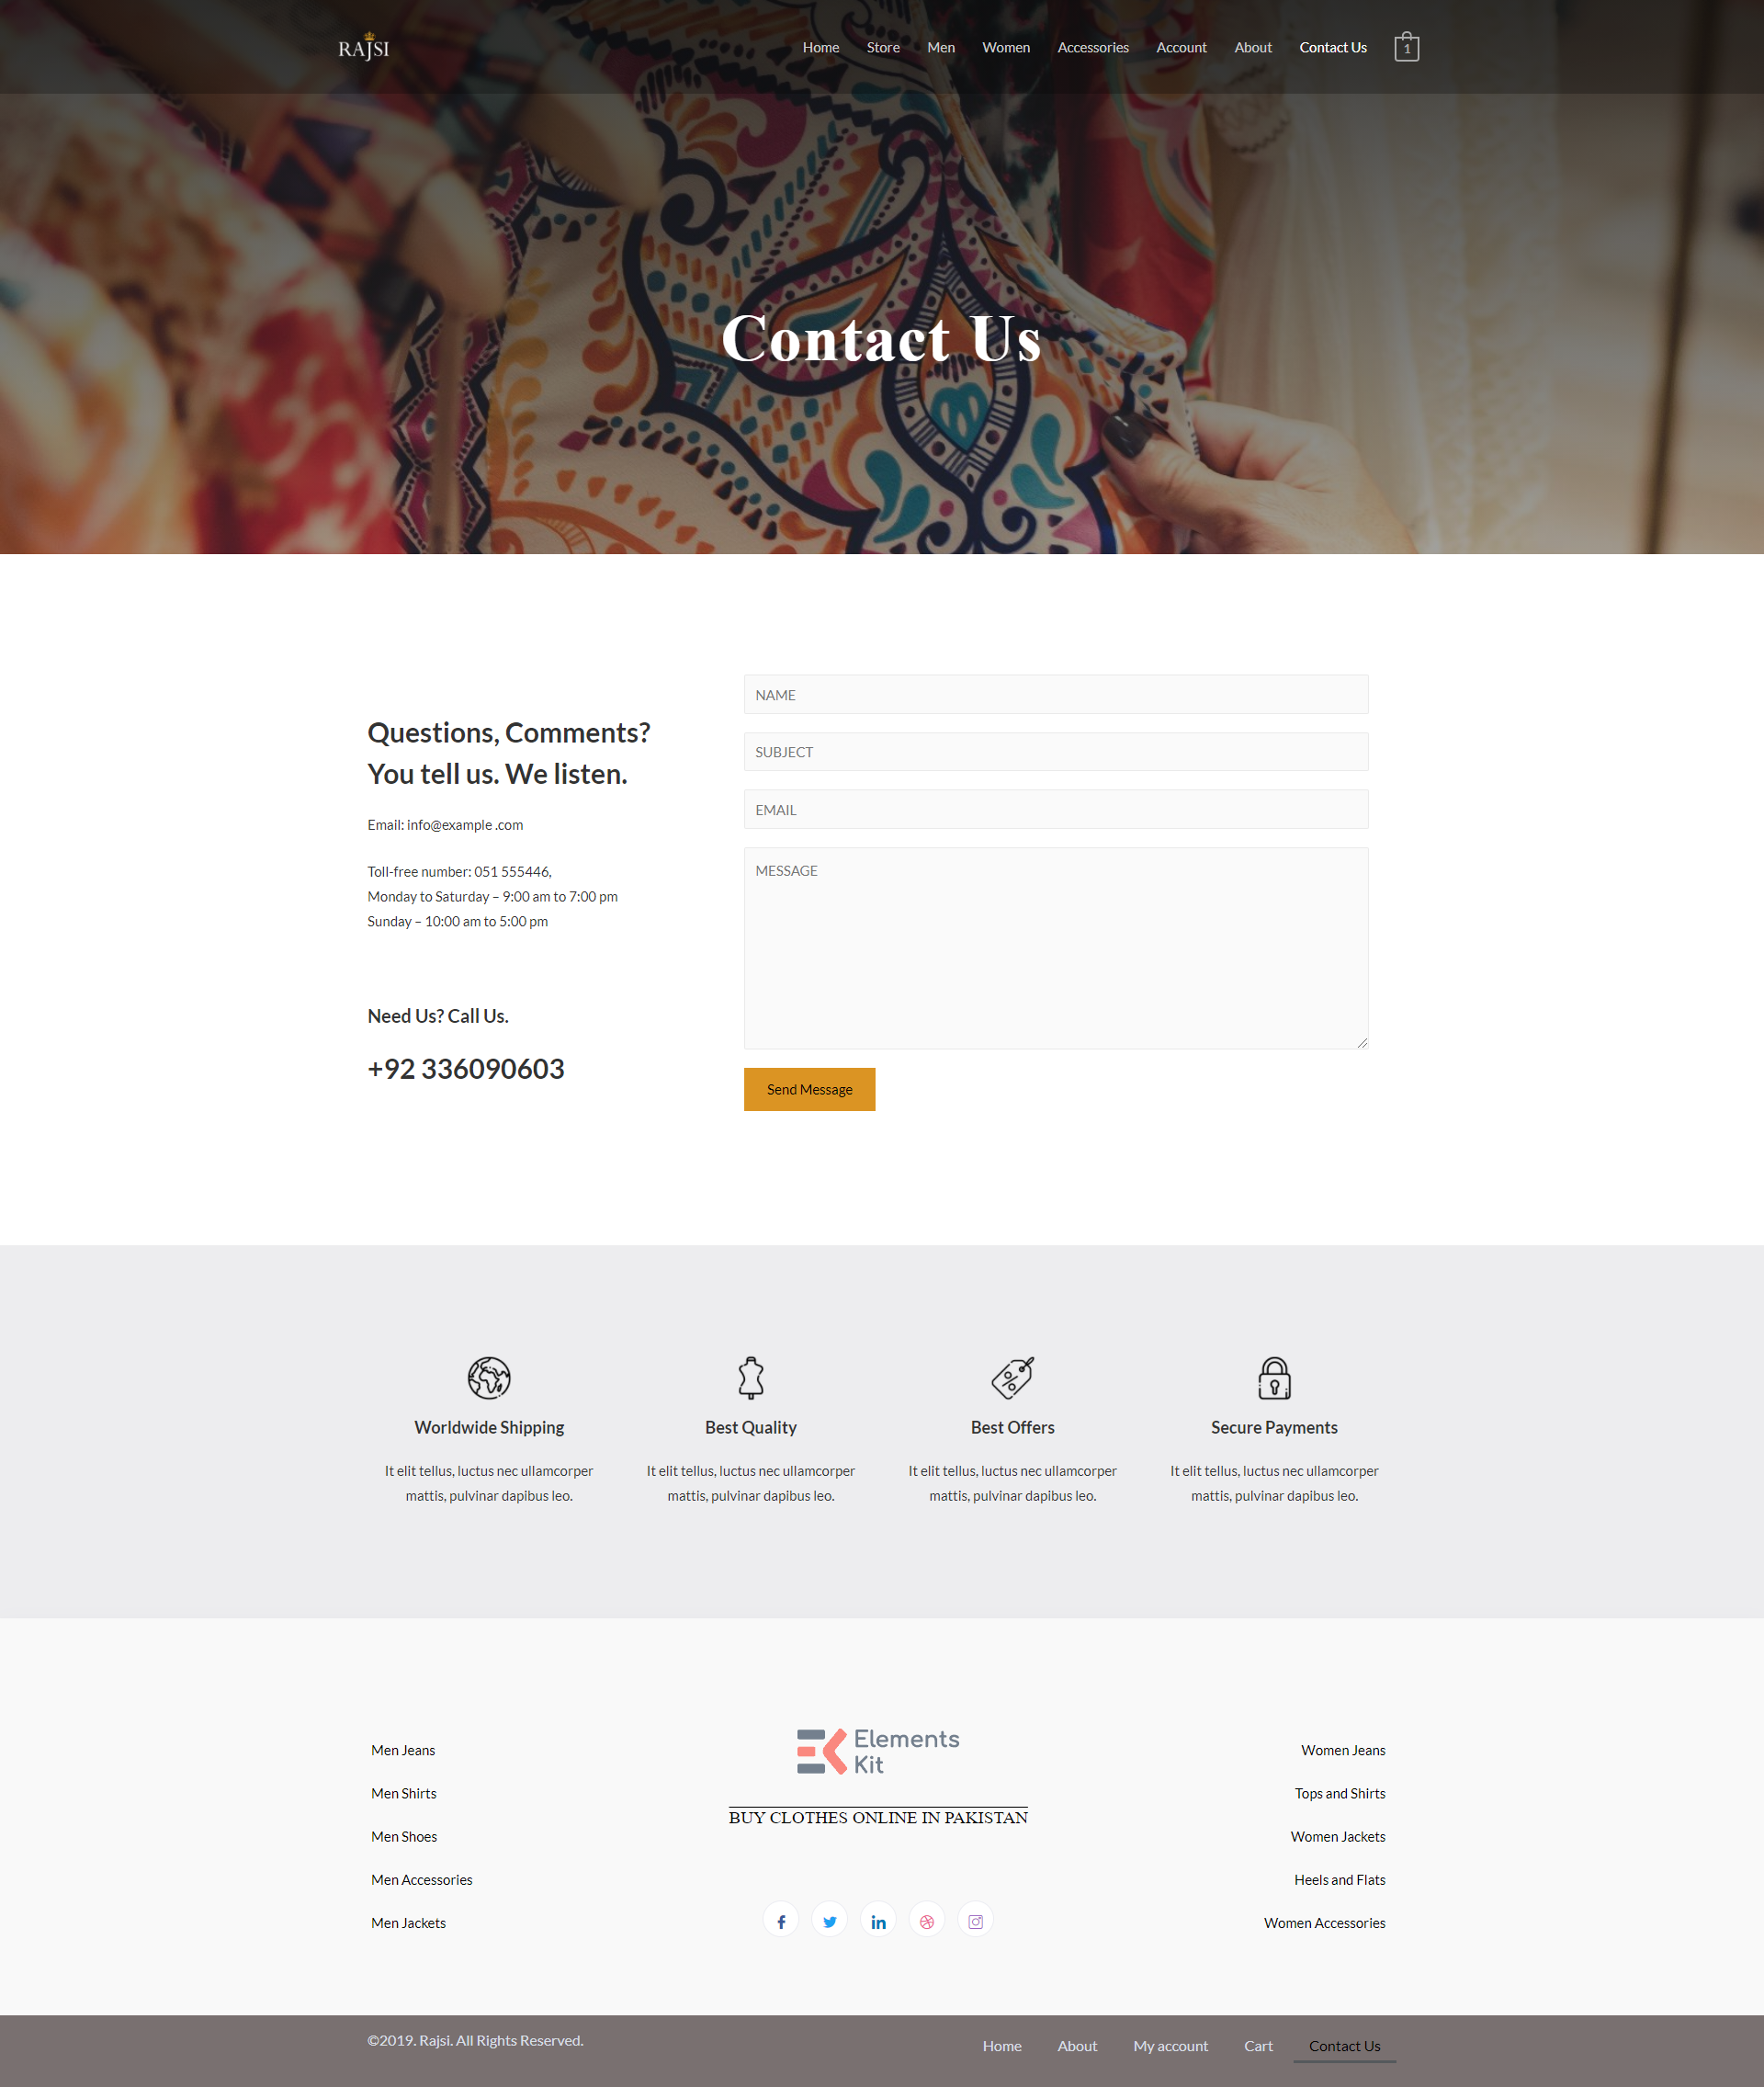 RAJSI
Home Store Men Women Accessories Account About Contact Us 1
Contact Us
Questions, Comments?
You tell us. We listen.
Email: info@example .com
Toll-free number: 051 555446,
Monday to Saturday – 9:00 am to 7:00 pm
Sunday – 10:00 am to 5:00 pm
Need Us? Call Us.
+92 336090603
NAME
SUBJECT
EMAIL
MESSAGE
Send Message
Worldwide Shipping
It elit tellus, luctus nec ullamcorper
mattis, pulvinar dapibus leo.
Best Quality
It elit tellus, luctus nec ullamcorper
mattis, pulvinar dapibus leo.
Best Offers
It elit tellus, luctus nec ullamcorper
mattis, pulvinar dapibus leo.
Secure Payments
It elit tellus, luctus nec ullamcorper
mattis, pulvinar dapibus leo.
Men Jeans
Men Shirts
Men Shoes
Men Accessories
Men Jackets
Elements
Kit
BUY CLOTHES ONLINE IN PAKISTAN
Women Jeans
Tops and Shirts
Women Jackets
Heels and Flats
Women Accessories
©2019. Rajsi. All Rights Reserved.
Home About My account Cart Contact Us